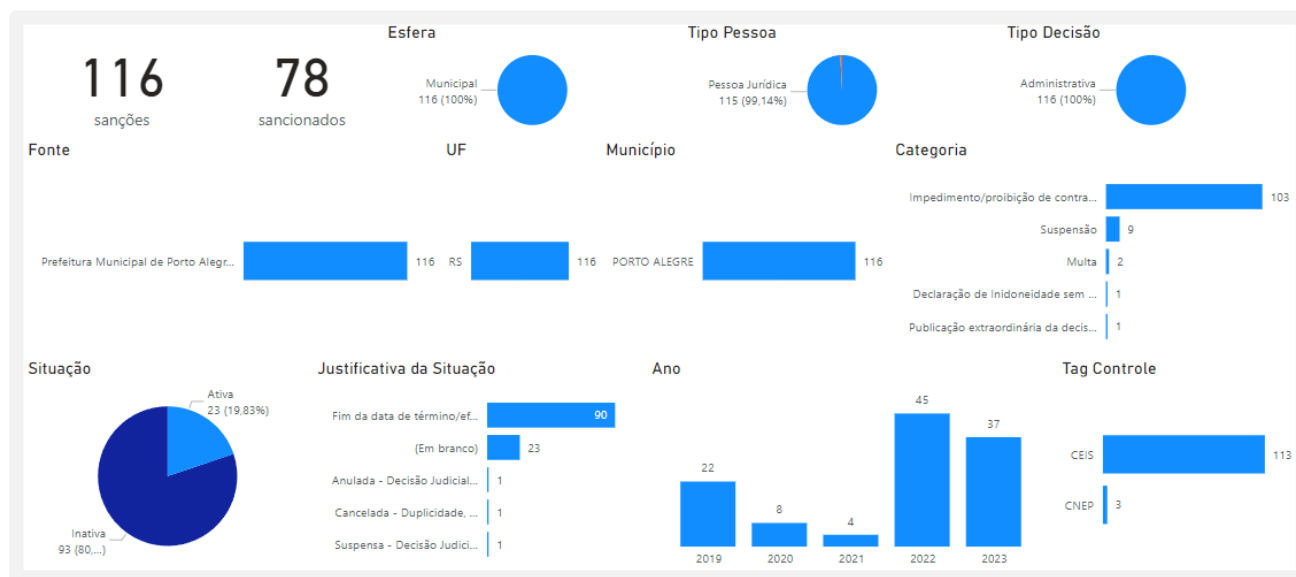 116
sanções
78
sancionados
Esfera
Municipal
116 (100%)
Tipo Pessoa
Pessoa Jurídica
115 (99,14%)
Tipo Decisão
Administrativa
116 (100%)
Fonte
Prefeitura Municipal de Porto Alegr...
116
UF
RS
116
Município
PORTO ALEGRE
116
Categoria
Impedimento/proibição de contra...
103
Suspensão
9
Multa
2
Declaração de Inidoneidade sem ...
1
Publicação extraordinária da decis...
1
Situação
Ativa
23 (19,83%)
Inativa
93 (80,...)
Justificativa da Situação
Fim da data de término/ef...
90
(Em branco)
23
Anulada - Decisão Judicial...
1
Cancelada - Duplicidade, ...
1
Suspensa - Decisão Judici...
1
Ano
22
8
4
45
37
2019
2020
2021
2022
2023
Tag Controle
CEIS
113
CNEP
3